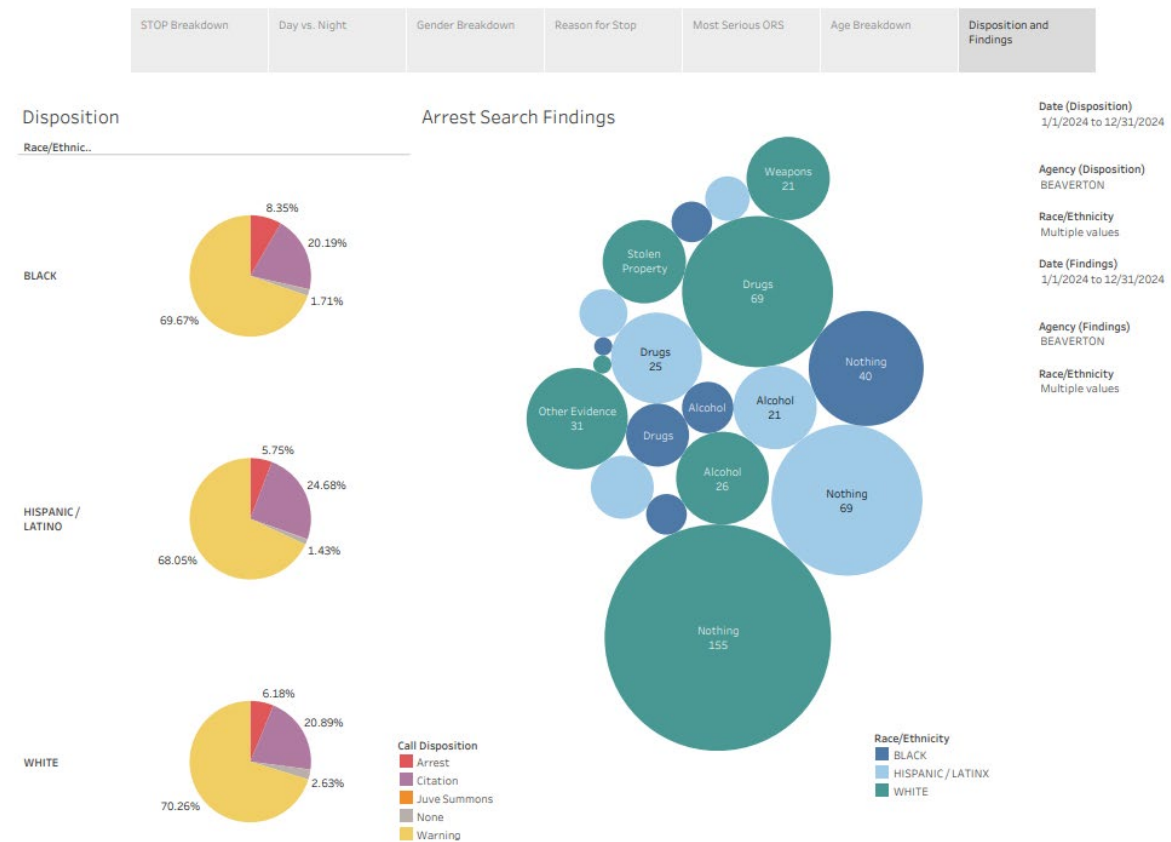 STOP Breakdown
Day vs. Night
Gender Breakdown
Reason for Stop
Most Serious ORS
Age Breakdown
Disposition and
Findings
Disposition
Race/Ethnic..
BLACK
8.35%
20.19%
1.71%
69.67%
HISPANIC /
LATINO
5.75%
24.68%
1.43%
68.05%
WHITE
6.18%
20.89%
2.63%
70.26%
Call Disposition
Arrest
Citation
Juve Summons
None
Warning
Arrest Search Findings
Weapons
21
Stolen
Property
Drugs
69
Drugs
25
Nothing
40
Other Evidence
31
Alcohol
Alcohol
21
Drugs
Alcohol
26
Nothing
69
Nothing
155
Race/Ethnicity
BLACK
HISPANIC / LATINX
WHITE
Date (Disposition)
1/1/2024 to 12/31/2024
Agency (Disposition)
BEAVERTON
Race/Ethnicity
Multiple values
Date (Findings)
1/1/2024 to 12/31/2024
Agency (Findings)
BEAVERTON
Race/Ethnicity
Multiple values